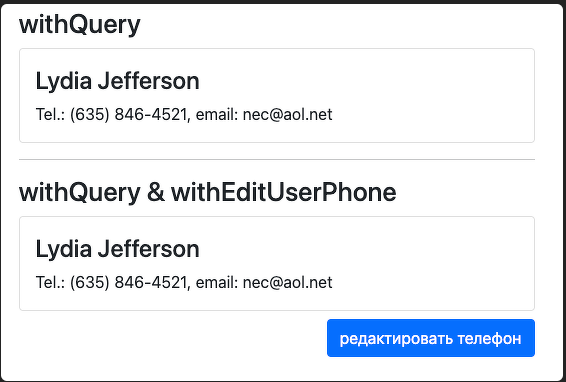 withQuery
Lydia Jefferson
Tel.: (635) 846-4521, email: nec@aol.net
withQuery & withEditUserPhone
Lydia Jefferson
Tel.: (635) 846-4521, email: nec@aol.net
редактировать телефон